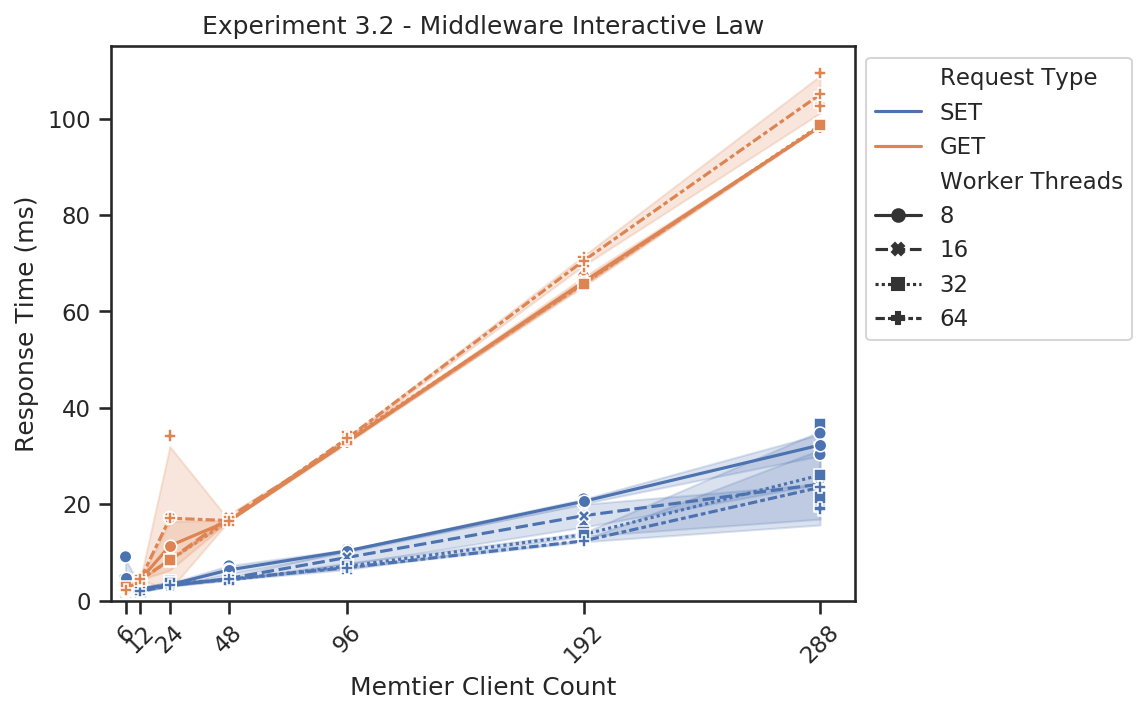 Experiment 3.2 - Middleware Interactive Law
Response Time (ms)
100
80
60
40
20
0
6
12
24
48
96
192
288
Memtier Client Count
Request Type
SET
GET
Worker Threads
8
16
32
64